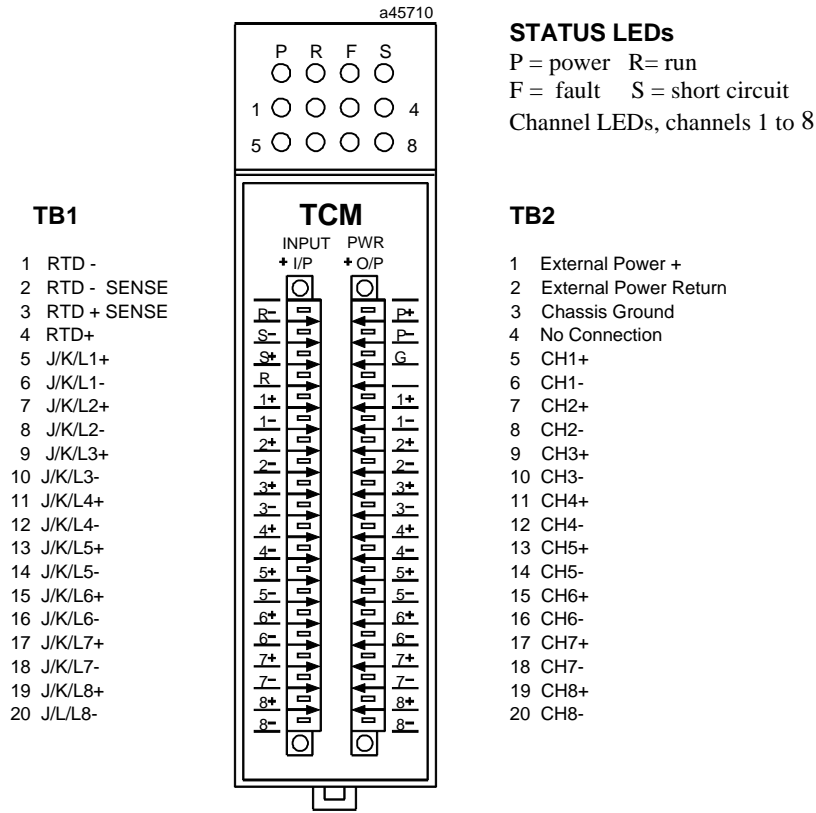 a45710
P R F S
1 4
5 8
STATUS LEDs
P = power R= run
F = fault S = short circuit
Channel LEDs, channels 1 to 8
TB1
1 RTD -
2 RTD - SENSE
3 RTD + SENSE
4 RTD+
5 J/K/L1+
6 J/K/L1-
7 J/K/L2+
8 J/K/L2-
9 J/K/L3+
10 J/K/L3-
11 J/K/L4+
12 J/K/L4-
13 J/K/L5+
14 J/K/L5-
15 J/K/L6+
16 J/K/L6-
17 J/K/L7+
18 J/K/L7-
19 J/K/L8+
20 J/L/L8-
TCM
INPUT PWR
+ I/P + O/P
R- P+
S- P-
S+ G
R
1+ 1+
1- 1-
2+ 2+
2- 2-
3+ 3+
3- 3-
4+ 4+
4- 4-
5+ 5+
5- 5-
6+ 6+
6- 6-
7+ 7+
7- 7-
8+ 8+
8- 8-
TB2
1 External Power +
2 External Power Return
3 Chassis Ground
4 No Connection
5 CH1+
6 CH1-
7 CH2+
8 CH2-
9 CH3+
10 CH3-
11 CH4+
12 CH4-
13 CH5+
14 CH5-
15 CH6+
16 CH6-
17 CH7+
18 CH7-
19 CH8+
20 CH8-